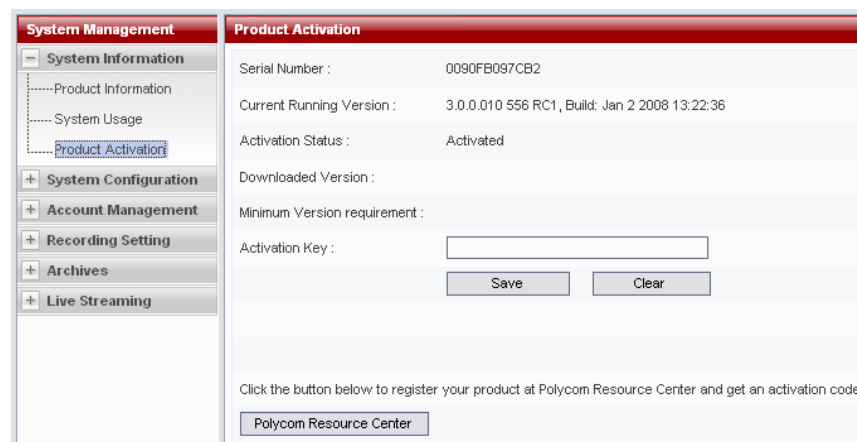 System Management
System Information
Product Information
System Usage
Product Activation
System Configuration
Account Management
Recording Setting
Archives
Live Streaming
Product Activation
Serial Number : 0090FB097CB2
Current Running Version : 3.0.0.010 556 RC1, Build: Jan 2 2008 13:22:36
Activation Status : Activated
Downloaded Version :
Minimum Version requirement :
Activation Key :
Save Clear
Click the button below to register your product at Polycom Resource Center and get an activation code
Polycom Resource Center